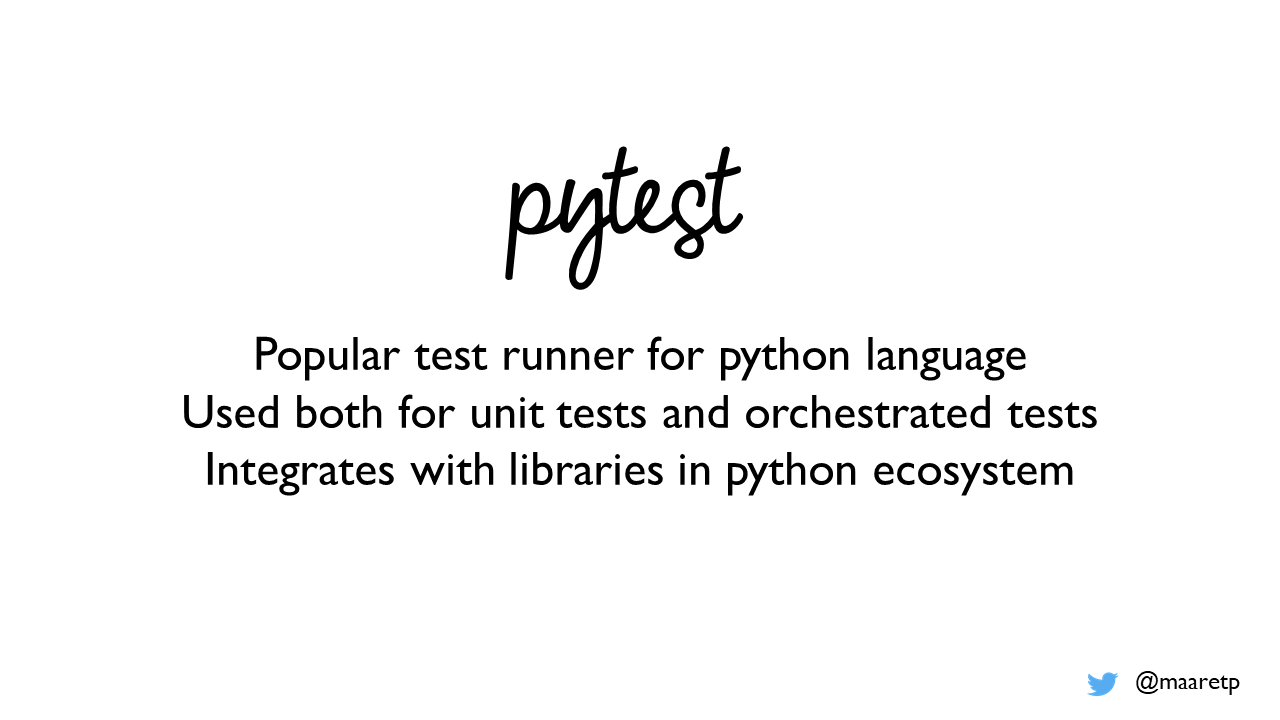 pytest
Popular test runner for python language
Used both for unit tests and orchestrated tests
Integrates with libraries in python ecosystem
@maaretp